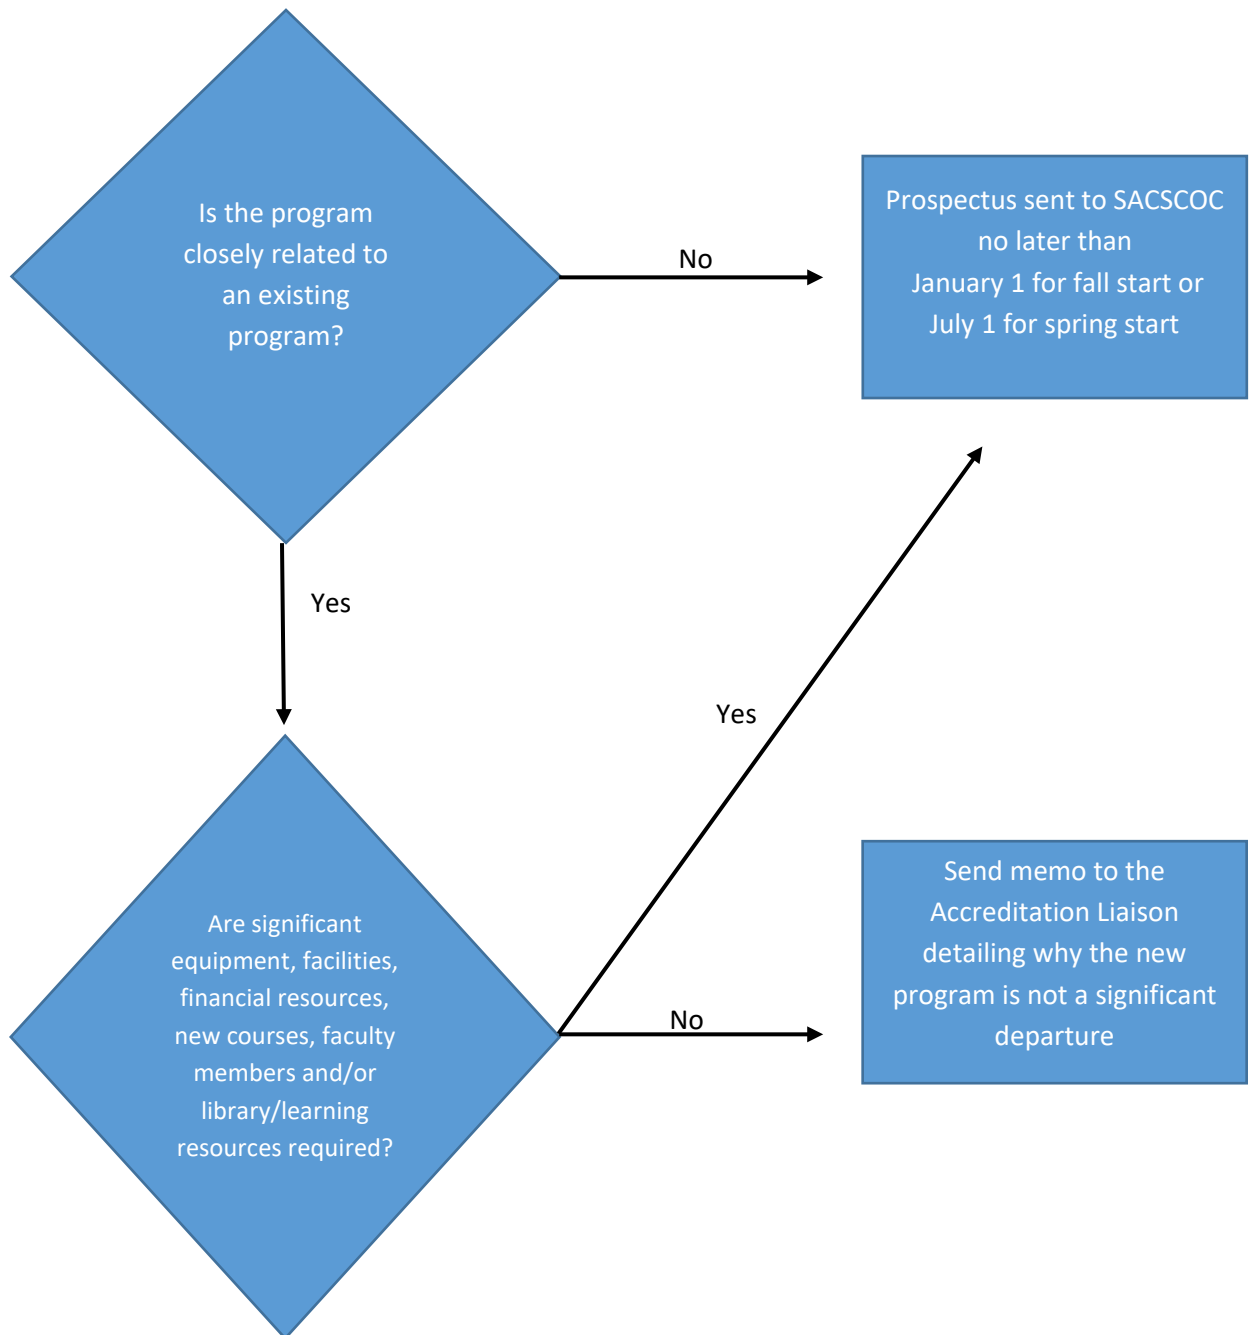 Is the program
closely related to
an existing
program?
No
Prospectus sent to SACSCOC
no later than
January 1 for fall start or
July 1 for spring start
Yes
Yes
Are significant
equipment, facilities,
financial resources,
new courses, faculty
members and/or
library/learning
resources required?
No
Send memo to the
Accreditation Liaison
detailing why the new
program is not a significant
departure